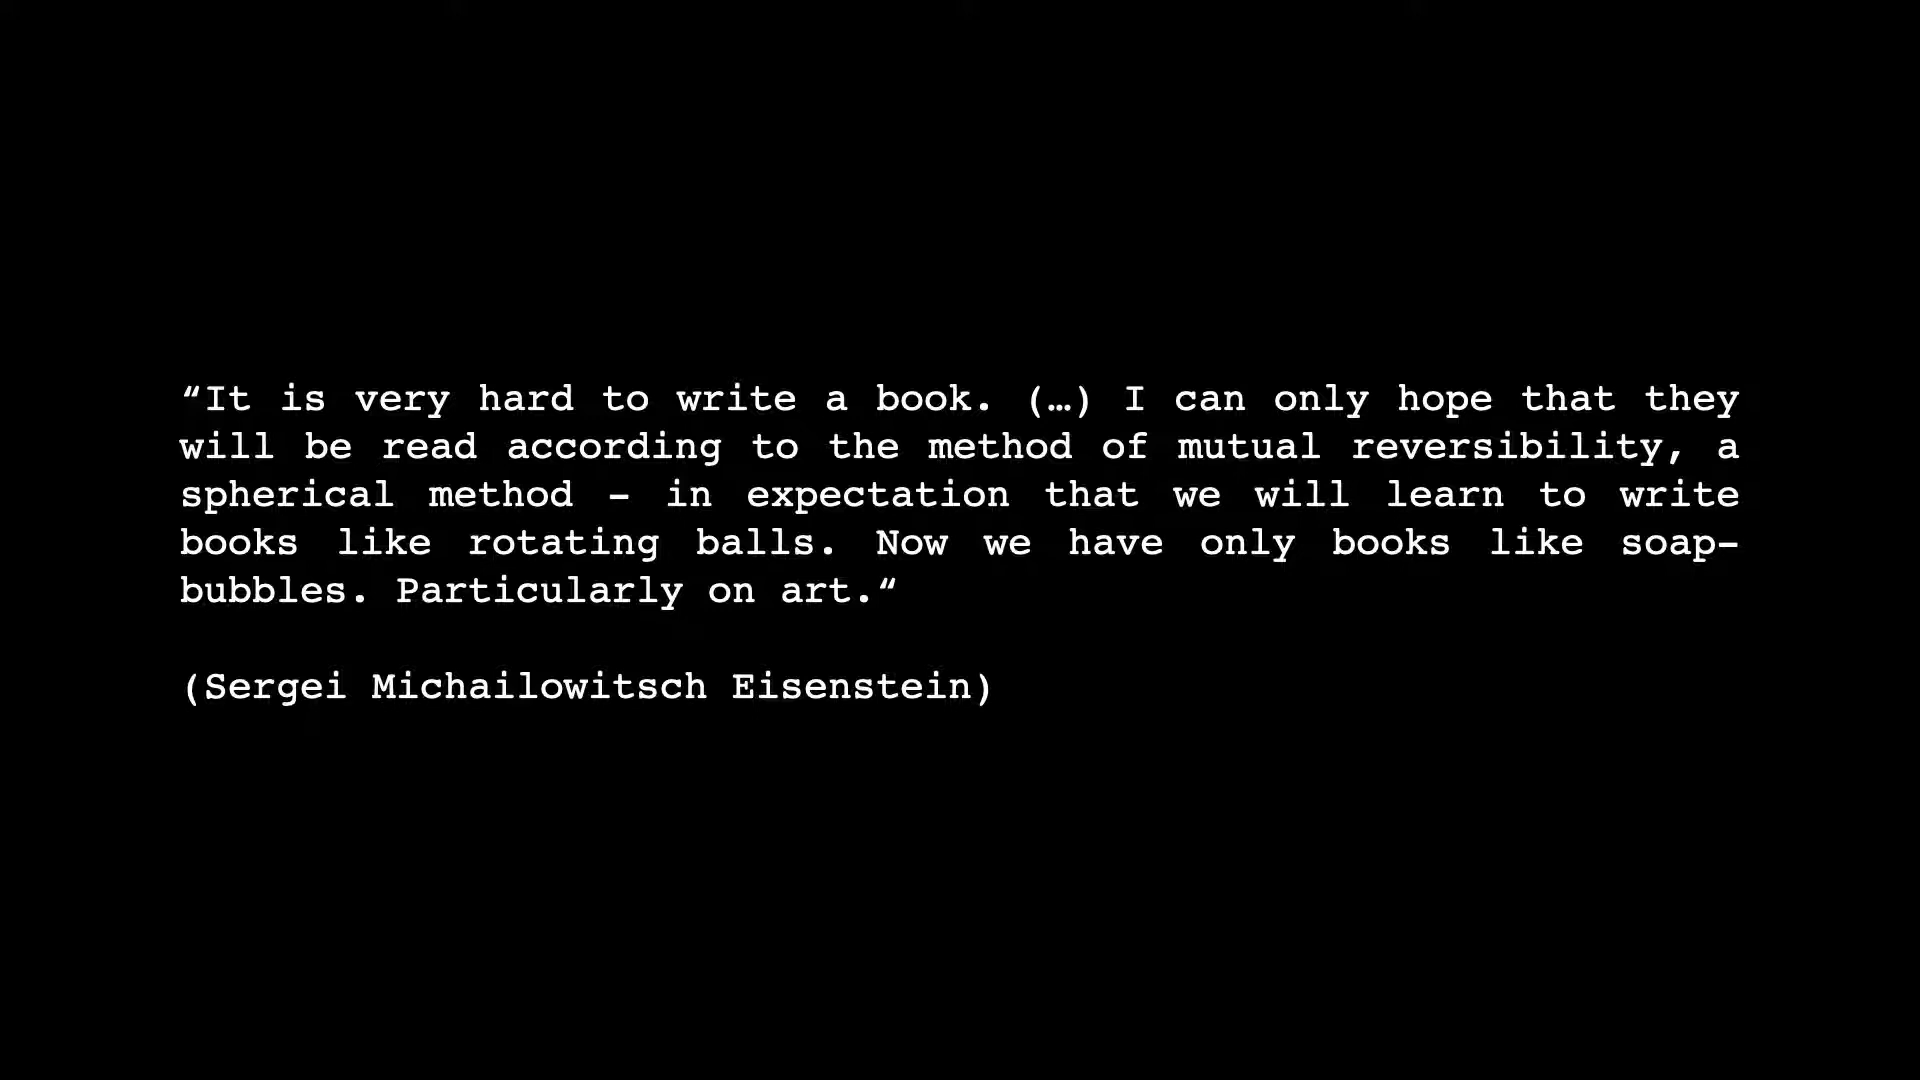 “It is very hard to write a book. (…) I can only hope that they
will be read according to the method of mutual reversibility, a
spherical method – in expectation that we will learn to write
books like rotating balls. Now we have only books like soap-
bubbles. Particularly on art.“
(Sergei Michailowitsch Eisenstein)